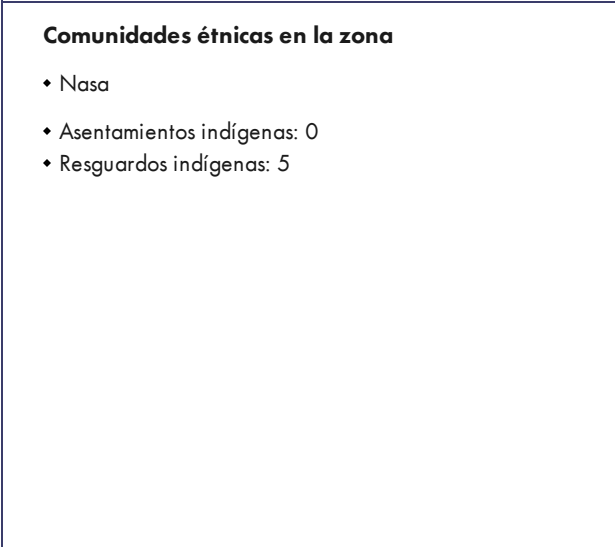 Comunidades étnicas en la zona
◆ Nasa
◆ Asentamientos indígenas: 0
◆ Resguardos indígenas: 5